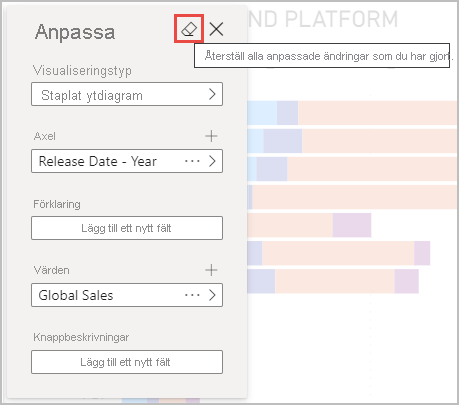 ND PLATFORM
Anpassa
Återställ alla anpassade ändringar som du har gjort.
Visualiseringstyp
Staplat ytdiagram
Axel
Release Date - Year
Förklaring
Lägg till ett nytt fält
Värden
Global Sales
Knappbeskrivningar
Lägg till ett nytt fält